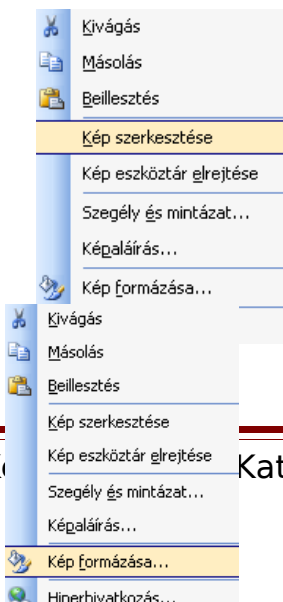 Kivágás
Másolás
Beillesztés
Kép szerkesztése
Kép eszköztár elrejtése
Szegély és mintázat...
Képaláírás...
Kép formázása...
Kivágás
Másolás
Beillesztés
Kép szerkesztése
Kép eszköztár elrejtése
Kat
Szegély és mintázat...
Képaláírás...
Kép formázása...
Hiperhivatkozás...